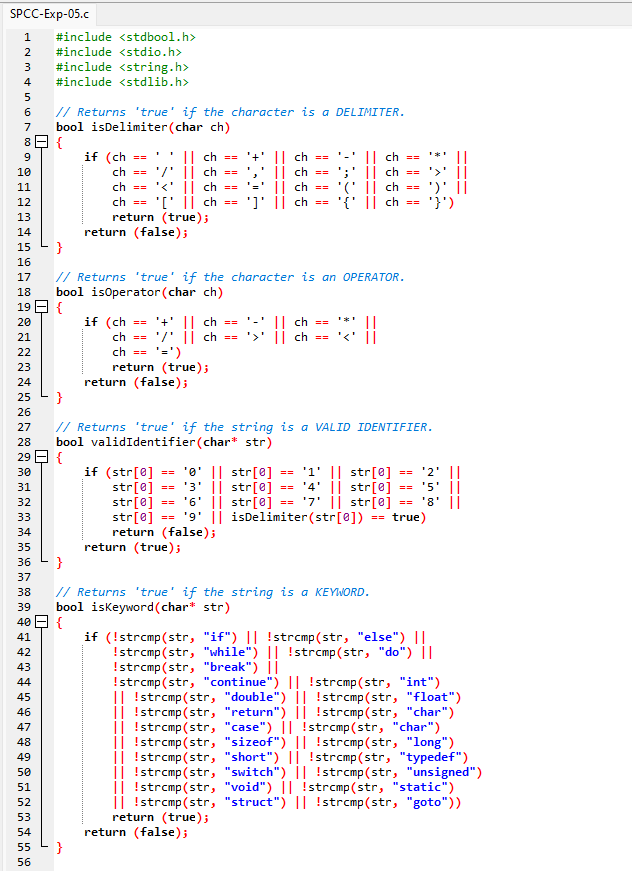 SPCC-Exp-05.c
1 #include <stdbool.h>
2 #include <stdio.h>
3 #include <string.h>
4 #include <stdlib.h>
5
6 // Returns 'true' if the character is a DELIMITER.
7 bool isDelimiter(char ch)
8 {
9 if (ch == ' ' || ch == '+' || ch == '-' || ch == '*' ||
10 ch == '/' || ch == ',' || ch == ';' || ch == '>' ||
11 ch == '<' || ch == '=' || ch == '(' || ch == ')' ||
12 ch == '[' || ch == ']' || ch == '{' || ch == '}')
13 return (true);
14 return (false);
15 }
16
17 // Returns 'true' if the character is an OPERATOR.
18 bool isOperator(char ch)
19 {
20 if (ch == '+' || ch == '-' || ch == '*' ||
21 ch == '/' || ch == '>' || ch == '<' ||
22 ch == '=')
23 return (true);
24 return (false);
25 }
26
27 // Returns 'true' if the string is a VALID IDENTIFIER.
28 bool validIdentifier(char* str)
29 {
30 if (str[0] == '0' || str[0] == '1' || str[0] == '2' ||
31 str[0] == '3' || str[0] == '4' || str[0] == '5' ||
32 str[0] == '6' || str[0] == '7' || str[0] == '8' ||
33 str[0] == '9' || isDelimiter(str[0]) == true)
34 return (false);
35 return (true);
36 }
37
38 // Returns 'true' if the string is a KEYWORD.
39 bool isKeyword(char* str)
40 {
41 if (!strcmp(str, "if") || !strcmp(str, "else") ||
42 !strcmp(str, "while") || !strcmp(str, "do") ||
43 !strcmp(str, "break") ||
44 !strcmp(str, "continue") || !strcmp(str, "int")
45 || !strcmp(str, "double") || !strcmp(str, "float")
46 || !strcmp(str, "return") || !strcmp(str, "char")
47 || !strcmp(str, "case") || !strcmp(str, "char")
48 || !strcmp(str, "sizeof") || !strcmp(str, "long")
49 || !strcmp(str, "short") || !strcmp(str, "typedef")
50 || !strcmp(str, "switch") || !strcmp(str, "unsigned")
51 || !strcmp(str, "void") || !strcmp(str, "static")
52 || !strcmp(str, "struct") || !strcmp(str, "goto"))
53 return (true);
54 return (false);
55 }
56